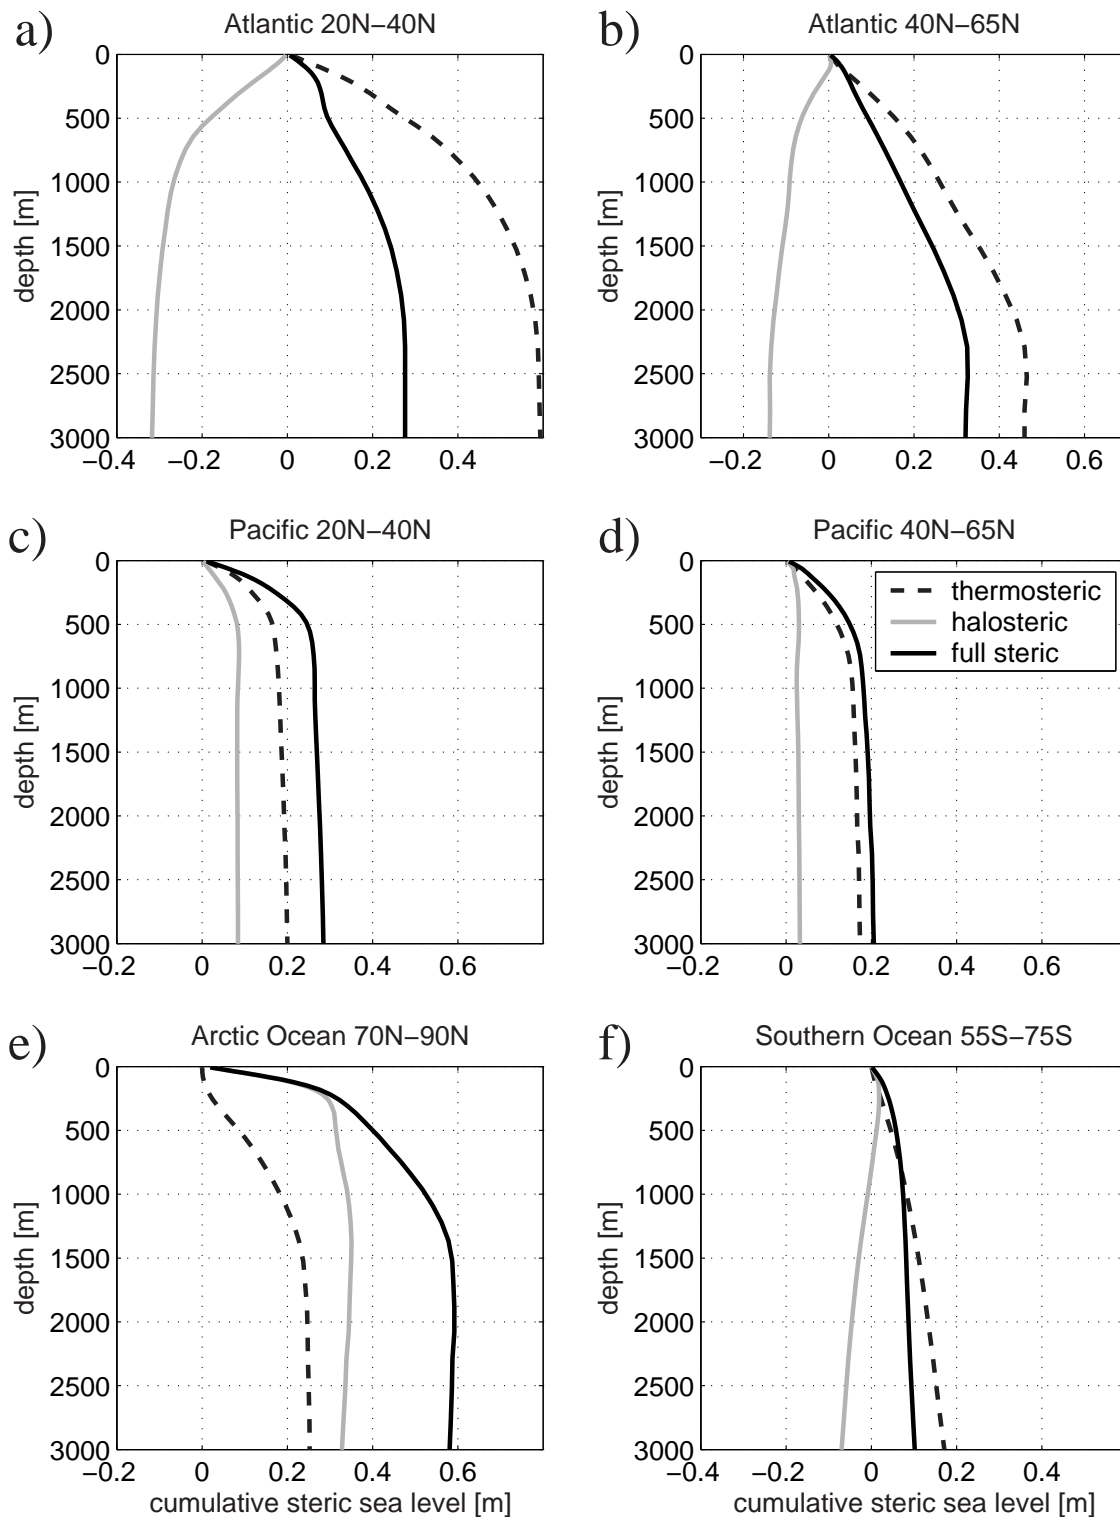 a)
Atlantic 20N−40N
0
500
1000
1500
2000
2500
3000
depth [m]
−0.4 −0.2 0 0.2 0.4
b)
Atlantic 40N−65N
0
500
1000
1500
2000
2500
3000
depth [m]
−0.2 0 0.2 0.4 0.6
c)
Pacific 20N−40N
0
500
1000
1500
2000
2500
3000
depth [m]
−0.2 0 0.2 0.4 0.6
d)
Pacific 40N−65N
thermosteric
halosteric
full steric
0
500
1000
1500
2000
2500
3000
depth [m]
−0.2 0 0.2 0.4 0.6
e)
Arctic Ocean 70N−90N
0
500
1000
1500
2000
2500
3000
depth [m]
−0.2 0 0.2 0.4 0.6
cumulative steric sea level [m]
f)
Southern Ocean 55S−75S
0
500
1000
1500
2000
2500
3000
depth [m]
−0.4 −0.2 0 0.2 0.4
cumulative steric sea level [m]